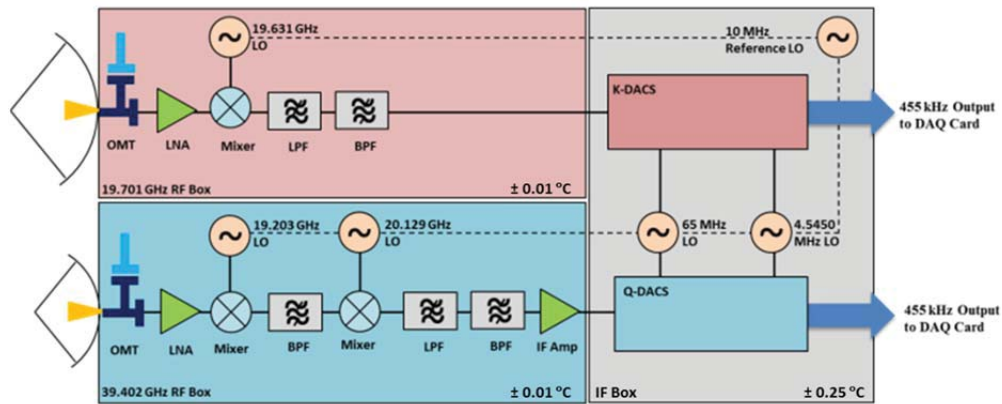 19.631 GHz
LO
10 MHz
Reference LO
K-DACS
455 kHz Output
to DAQ Card
OMT
LNA
Mixer
LPF
BPF
19.701 GHz RF Box
± 0.01 °C
19.203 GHz
LO
20.129 GHz
LO
65 MHz
LO
4.5450
MHz LO
Q-DACS
455 kHz Output
to DAQ Card
OMT
LNA
Mixer
BPF
Mixer
LPF
BPF
IF Amp
39.402 GHz RF Box
± 0.01 °C
IF Box
± 0.25 °C